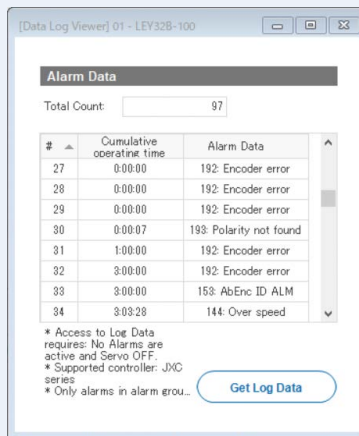 [Data Log Viewer] 01 - LEY32B-100
Alarm Data
Total Count: 97
# Cumulative operating time Alarm Data
27 0:00:00 192: Encoder error
28 0:00:00 192: Encoder error
29 0:00:00 192: Encoder error
30 0:00:07 193: Polarity not found
31 1:00:00 192: Encoder error
32 3:00:00 192: Encoder error
33 3:00:00 153: AbEnc ID ALM
34 3:03:28 144: Over speed
* Access to Log Data
requires: No Alarms are
active and Servo OFF.
* Supported controller: JXC
series
* Only alarms in alarm grou...
Get Log Data